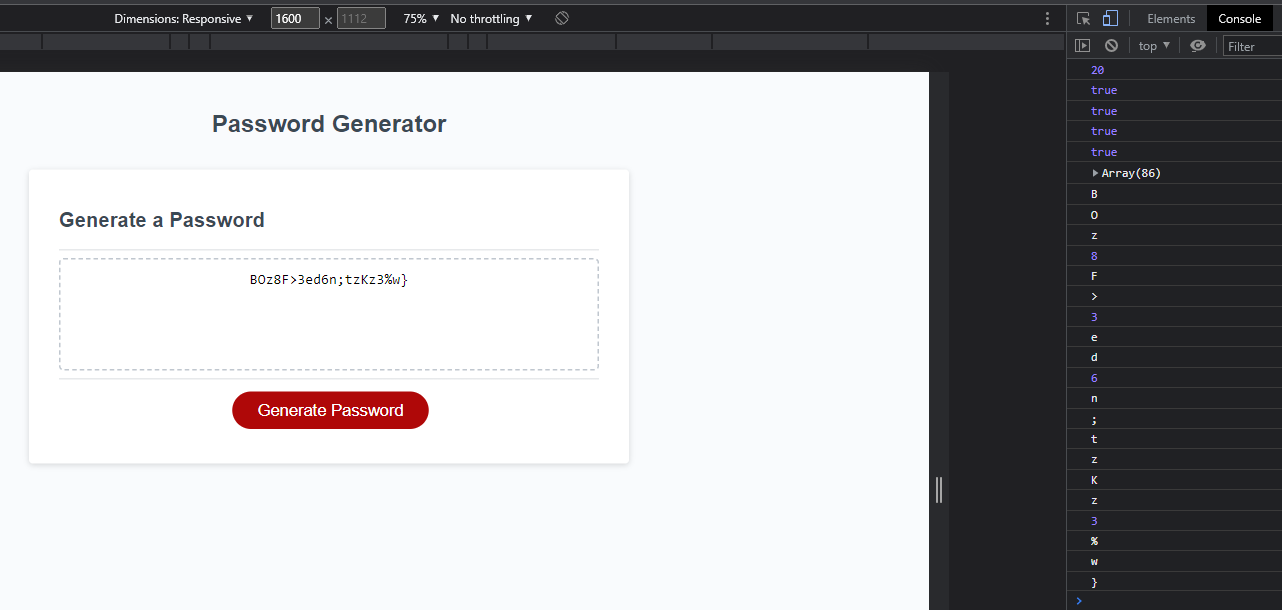 Dimensions: Responsive ▼ 1600 × 1112 75% ▼ No throttling ▼
Elements Console
top ▼ Filter
Password Generator
Generate a Password
BOz8F>3ed6n;tzKz3%w}
Generate Password
20
true
true
true
true
▶Array(86)
B
O
z
8
F
>
3
e
d
6
n
;
t
z
K
z
3
%
w
}
>